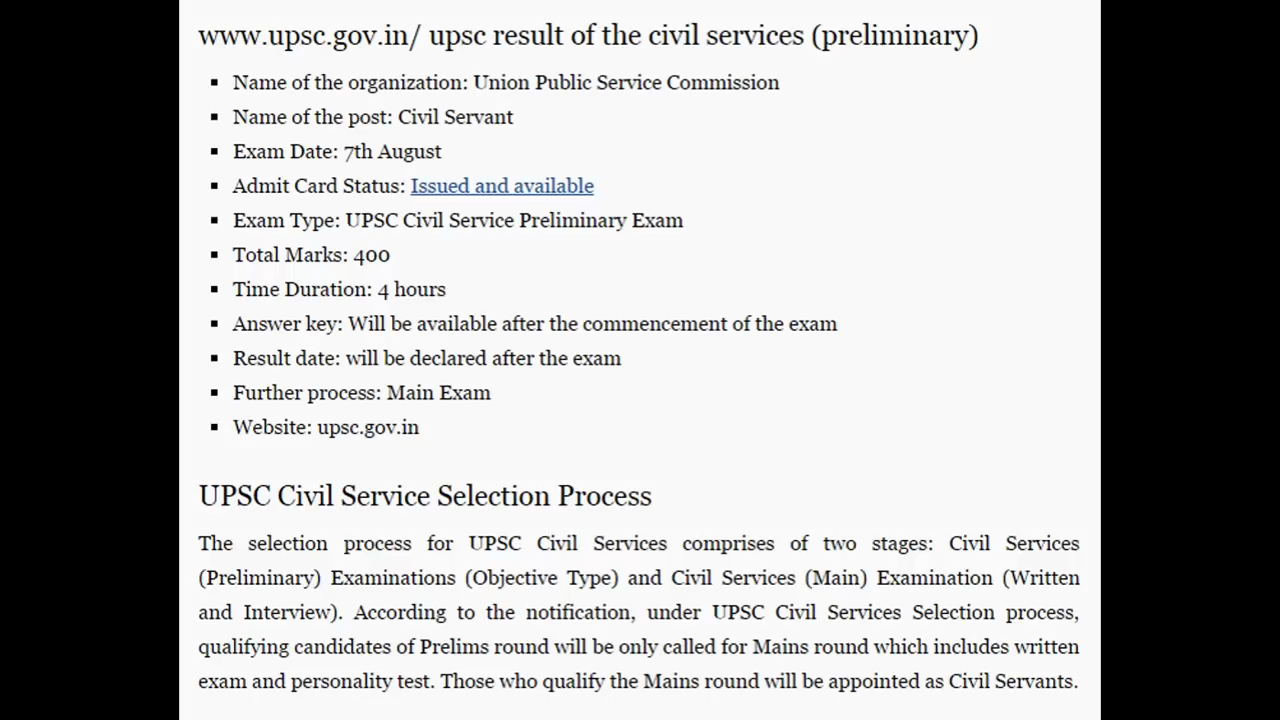 www.upsc.gov.in/ upsc result of the civil services (preliminary)
▪ Name of the organization: Union Public Service Commission
▪ Name of the post: Civil Servant
▪ Exam Date: 7th August
▪ Admit Card Status: Issued and available
▪ Exam Type: UPSC Civil Service Preliminary Exam
▪ Total Marks: 400
▪ Time Duration: 4 hours
▪ Answer key: Will be available after the commencement of the exam
▪ Result date: will be declared after the exam
▪ Further process: Main Exam
▪ Website: upsc.gov.in
UPSC Civil Service Selection Process
The selection process for UPSC Civil Services comprises of two stages: Civil Services
(Preliminary) Examinations (Objective Type) and Civil Services (Main) Examination (Written
and Interview). According to the notification, under UPSC Civil Services Selection process,
qualifying candidates of Prelims round will be only called for Mains round which includes written
exam and personality test. Those who qualify the Mains round will be appointed as Civil Servants.